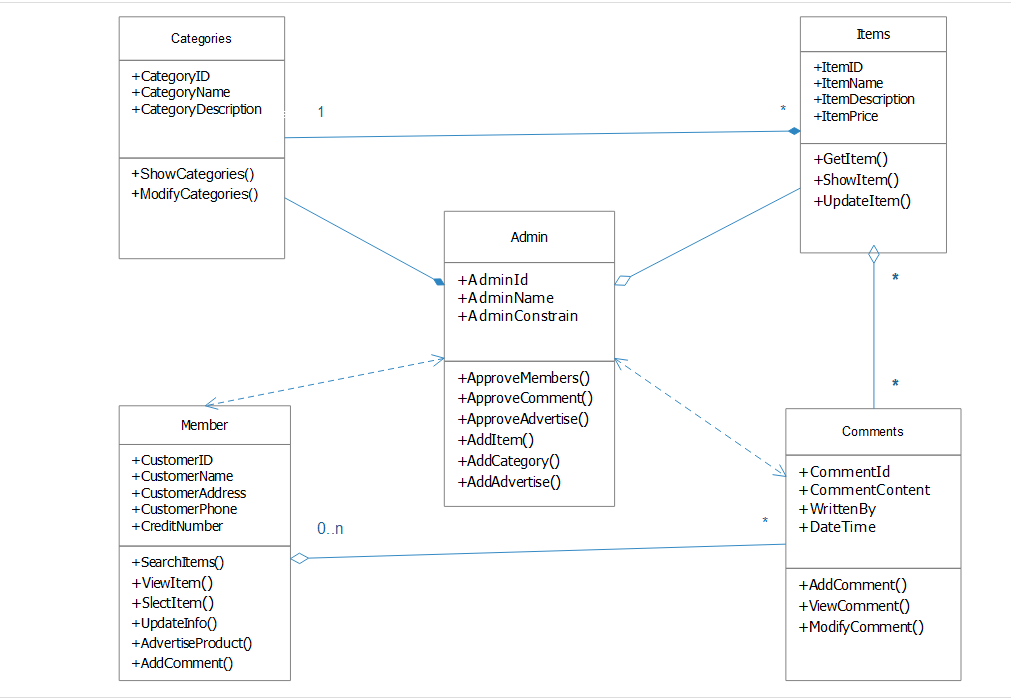 Categories
+CategoryID
+CategoryName
+CategoryDescription
+ShowCategories()
+ModifyCategories()
1
*
Items
+ItemID
+ItemName
+ItemDescription
+ItemPrice
+GetItem()
+ShowItem()
+UpdateItem()
Admin
+AdminId
+AdminName
+AdminConstrain
+ApproveMembers()
+ApproveComment()
+ApproveAdvertise()
+AddItem()
+AddCategory()
+AddAdvertise()
*
*
Member
+CustomerID
+CustomerName
+CustomerAddress
+CustomerPhone
+CreditNumber
+SearchItems()
+ViewItem()
+SlectItem()
+UpdateInfo()
+AdvertiseProduct()
+AddComment()
0..n
*
Comments
+CommentId
+CommentContent
+WrittenBy
+DateTime
+AddComment()
+ViewComment()
+ModifyComment()